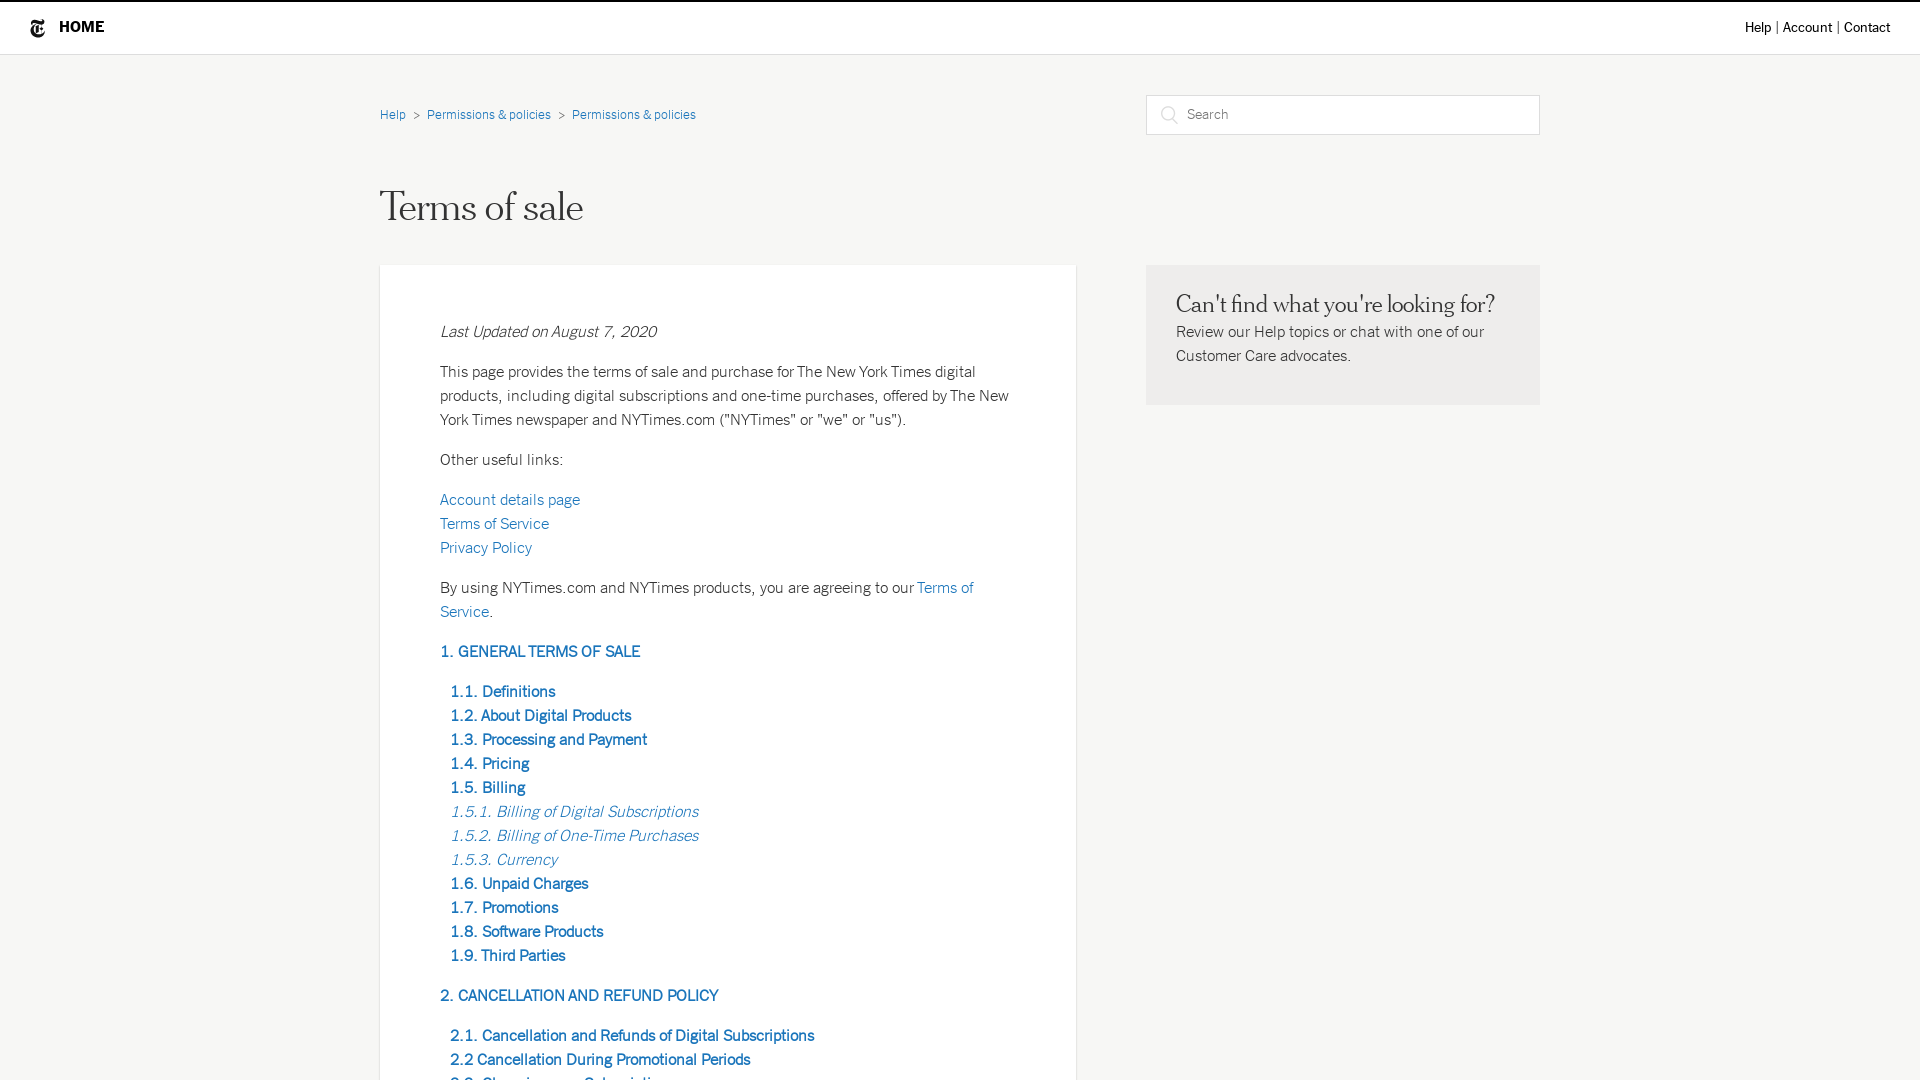 HOME
Help | Account | Contact
Help > Permissions & policies > Permissions & policies
Search
Terms of sale
Last Updated on August 7, 2020
This page provides the terms of sale and purchase for The New York Times digital
products, including digital subscriptions and one-time purchases, offered by The New
York Times newspaper and NYTimes.com ("NYTimes" or "we" or "us").
Other useful links:
Account details page
Terms of Service
Privacy Policy
By using NYTimes.com and NYTimes products, you are agreeing to our Terms of
Service.
1. GENERAL TERMS OF SALE
1.1. Definitions
1.2. About Digital Products
1.3. Processing and Payment
1.4. Pricing
1.5. Billing
1.5.1. Billing of Digital Subscriptions
1.5.2. Billing of One-Time Purchases
1.5.3. Currency
1.6. Unpaid Charges
1.7. Promotions
1.8. Software Products
1.9. Third Parties
2. CANCELLATION AND REFUND POLICY
2.1. Cancellation and Refunds of Digital Subscriptions
2.2 Cancellation During Promotional Periods
Can't find what you're looking for?
Review our Help topics or chat with one of our
Customer Care advocates.